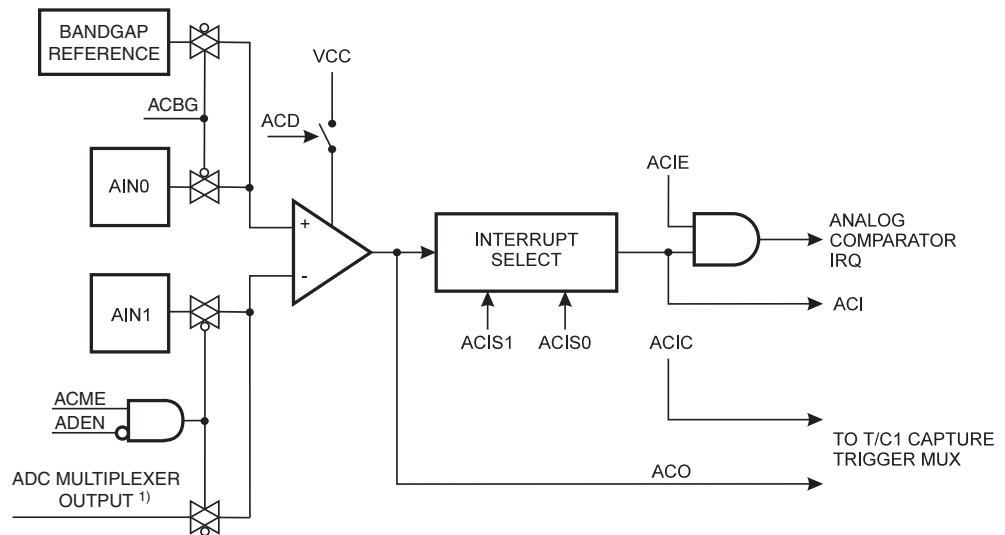 BANDGAP
REFERENCE
VCC
ACBG
ACD
AIN0
ACIE
+
-
INTERRUPT
SELECT
ANALOG
COMPARATOR
IRQ
AIN1
ACI
ACIS1
ACIS0
ACIC
ACME
ADEN
TO T/C1 CAPTURE
TRIGGER MUX
ADC MULTIPLEXER
OUTPUT 1)
ACO